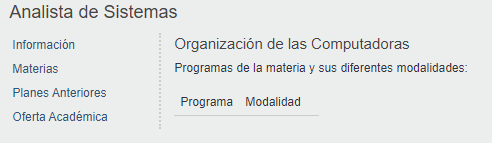 Analista de Sistemas
Información
Materias
Planes Anteriores
Oferta Académica
Organización de las Computadoras
Programas de la materia y sus diferentes modalidades:
Programa Modalidad